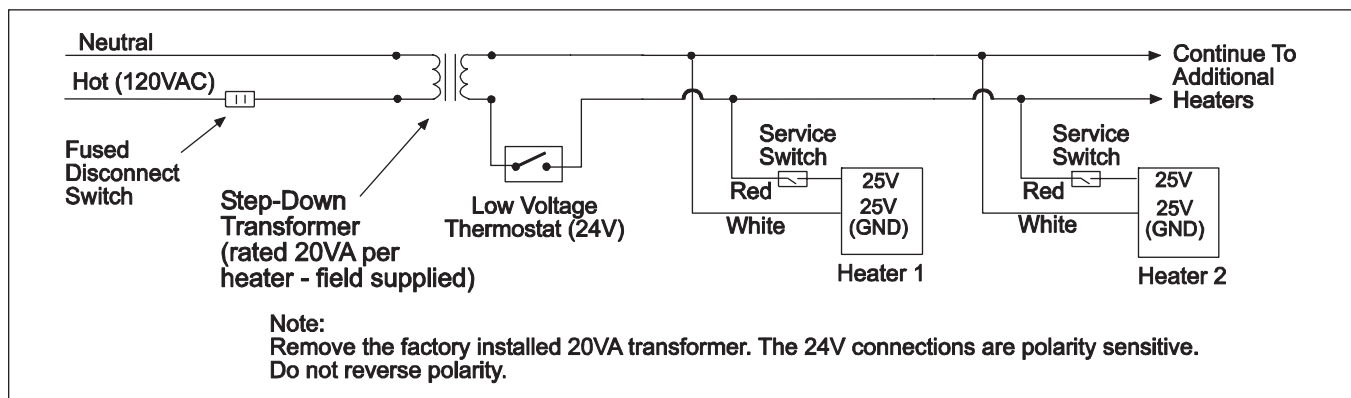 Neutral
Hot (120VAC)
Fused
Disconnect
Switch
Step-Down
Transformer
(rated 20VA per
heater - field supplied)
Low Voltage
Thermostat (24V)
Service
Switch
Red
White
25V
25V
(GND)
Heater 1
Service
Switch
Red
White
25V
25V
(GND)
Heater 2
Continue To
Additional
Heaters
Note:
Remove the factory installed 20VA transformer. The 24V connections are polarity sensitive.
Do not reverse polarity.